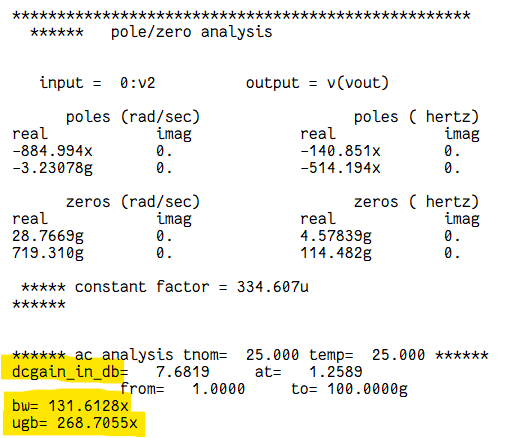 ***************************************************
****** pole/zero analysis
input = 0:v2 output = v(vout)
poles (rad/sec) poles ( hertz)
real imag real imag
-884.994x 0. -140.851x 0.
-3.23078g 0. -514.194x 0.
zeros (rad/sec) zeros ( hertz)
real imag real imag
28.7669g 0. 4.57839g 0.
719.310g 0. 114.482g 0.
***** constant factor = 334.607u
******
****** ac analysis tnom= 25.000 temp= 25.000 ******
dcgain_in_db= 7.6819 at= 1.2589
from= 1.0000 to= 100.0000g
bw= 131.6128x
ugb= 268.7055x